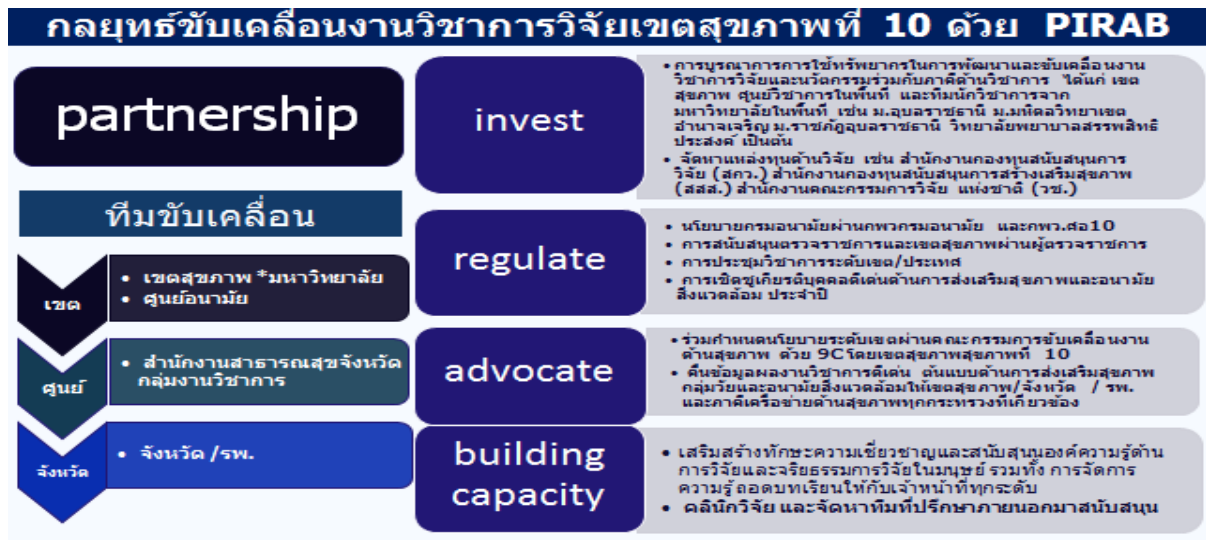 กลยุทธ์ขับเคลื่อนงานวิชาการวิจัยเขตสุขภาพที่ 10 ด้วย PIRAB
partnership
ทีมขับเคลื่อน
เขต
• เขตสุขภาพ *มหาวิทยาลัย
• ศูนย์อนามัย
ศูนย์
• สำนักงานสาธารณสุขจังหวัด
กลุ่มงานวิชาการ
จังหวัด
• จังหวัด /รพ.
invest
• การบูรณาการการใช้ทรัพยากรในการพัฒนาและขับเคลื่อนงาน
วิชาการวิจัยและนวัตกรรมร่วมกับภาคีด้านวิชาการ ได้แก่ เขต
สุขภาพ ศูนย์วิชาการในพื้นที่ และทีมนักวิชาการจาก
มหาวิทยาลัยในพื้นที่ เช่น ม.อุบลราชธานี ม.มหิดลวิทยาเขต
อำนาจเจริญ ม.ราชภัฏอุบลราชธานี วิทยาลัยพยาบาลสรรพสิทธิ
ประสงค์ เป็นต้น
• จัดหาแหล่งทุนด้านวิจัย เช่น สำนักงานกองทุนสนับสนุนการ
วิจัย (สกว.) สำนักงานกองทุนสนับสนุนการสร้างเสริมสุขภาพ
(สสส.) สำนักงานคณะกรรมการวิจัย แห่งชาติ (วช.)
regulate
• นโยบายกรมอนามัยผ่านกพวกรมอนามัย และกพว.ศอ10
• การสนับสนุนตรวจราชการและเขตสุขภาพผ่านผู้ตรวจราชการ
• การประชุมวิชาการระดับเขต/ประเทศ
• การเชิดชูเกียรติบุคคลดีเด่นด้านการส่งเสริมสุขภาพและอนามัย
สิ่งแวดล้อม ประจำปี
advocate
• ร่วมกำหนดนโยบายระดับเขตผ่านคณะกรรมการขับเคลื่อนงาน
ด้านสุขภาพ ด้วย 9C โดยเขตสุขภาพสุขภาพที่ 10
• คืนข้อมูลผลงานวิชาการดีเด่น ต้นแบบด้านการส่งเสริมสุขภาพ
กลุ่มวัยและอนามัยสิ่งแวดล้อมให้เขตสุขภาพ/จังหวัด / รพ.
และภาคีเครือข่ายด้านสุขภาพทุกกระทรวงที่เกี่ยวข้อง
building
capacity
• เสริมสร้างทักษะความเชี่ยวชาญและสนับสุนนองค์ความรู้ด้าน
การวิจัยและจริยธรรมการวิจัยในมนุษย์ รวมทั้ง การจัดการ
ความรู้ ถอดบทเรียนให้กับเจ้าหน้าที่ทุกระดับ
• คลินิกวิจัย และจัดหาทีมที่ปรึกษาภายนอกมาสนับสนุน